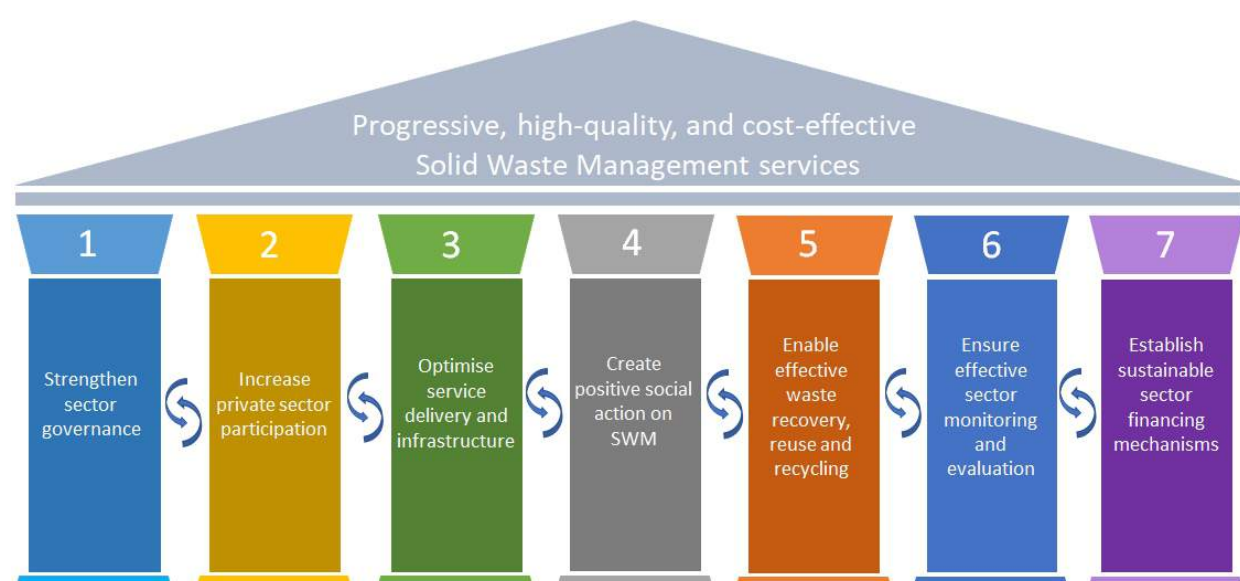 Progressive, high-quality, and cost-effective
Solid Waste Management services
1
2
3
4
5
6
7
Strengthen
sector
governance
Increase
private sector
participation
Optimise
service
delivery and
infrastructure
Create
positive social
action on
SWM
Enable
effective
waste
recovery,
reuse and
recycling
Ensure
effective
sector
monitoring
and
evaluation
Establish
sustainable
sector
financing
mechanisms